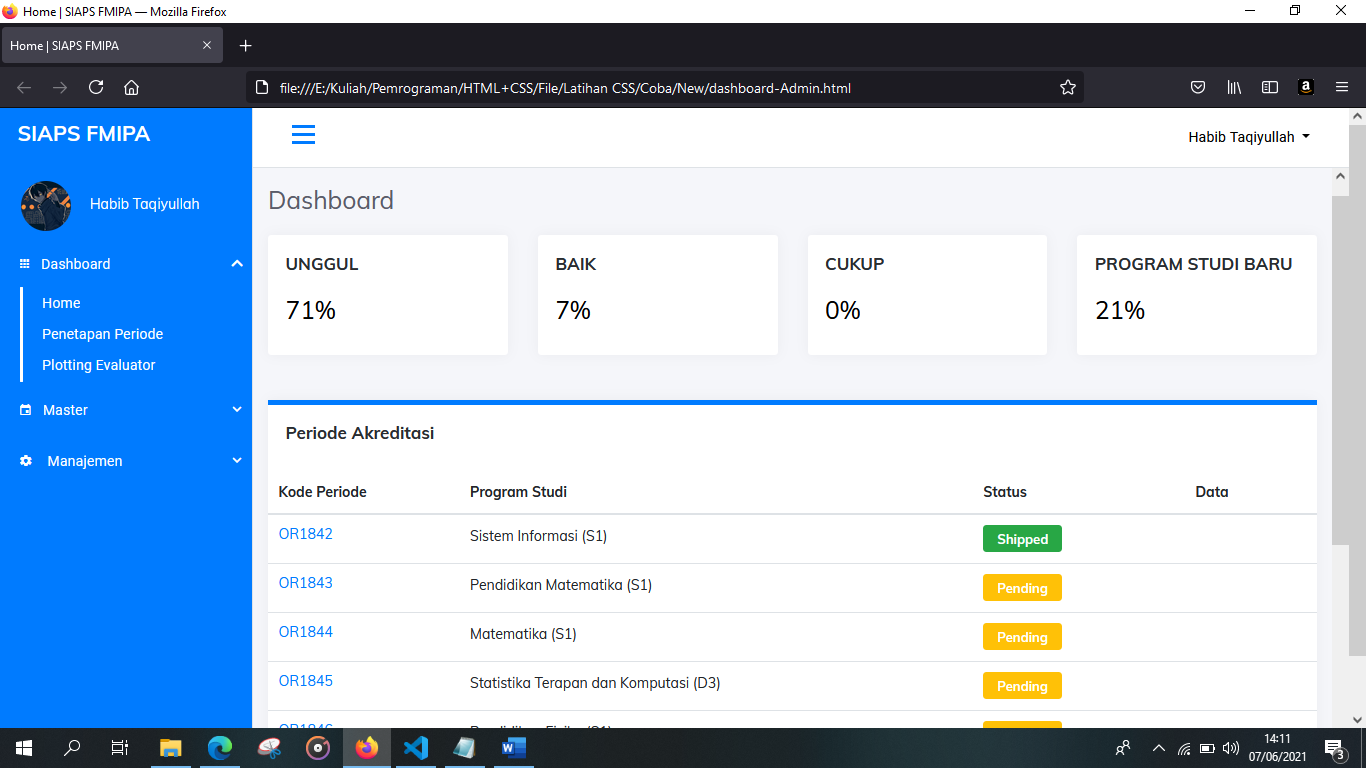 Home | SIAPS FMIPA — Mozilla Firefox
Home | SIAPS FMIPA
file:///E:/Kuliah/Pemrograman/HTML+CSS/File/Latihan CSS/Coba/New/dashboard-Admin.html
SIAPS FMIPA
Habib Taqiyullah
Habib Taqiyullah
Dashboard
Home
Penetapan Periode
Plotting Evaluator
Master
Manajemen
Dashboard
UNGGUL BAIK CUKUP PROGRAM STUDI BARU
71% 7% 0% 21%
Periode Akreditasi
Kode Periode Program Studi Status Data
OR1842 Sistem Informasi (S1) Shipped
OR1843 Pendidikan Matematika (S1) Pending
OR1844 Matematika (S1) Pending
OR1845 Statistika Terapan dan Komputasi (D3) Pending
14:11
07/06/2021
3